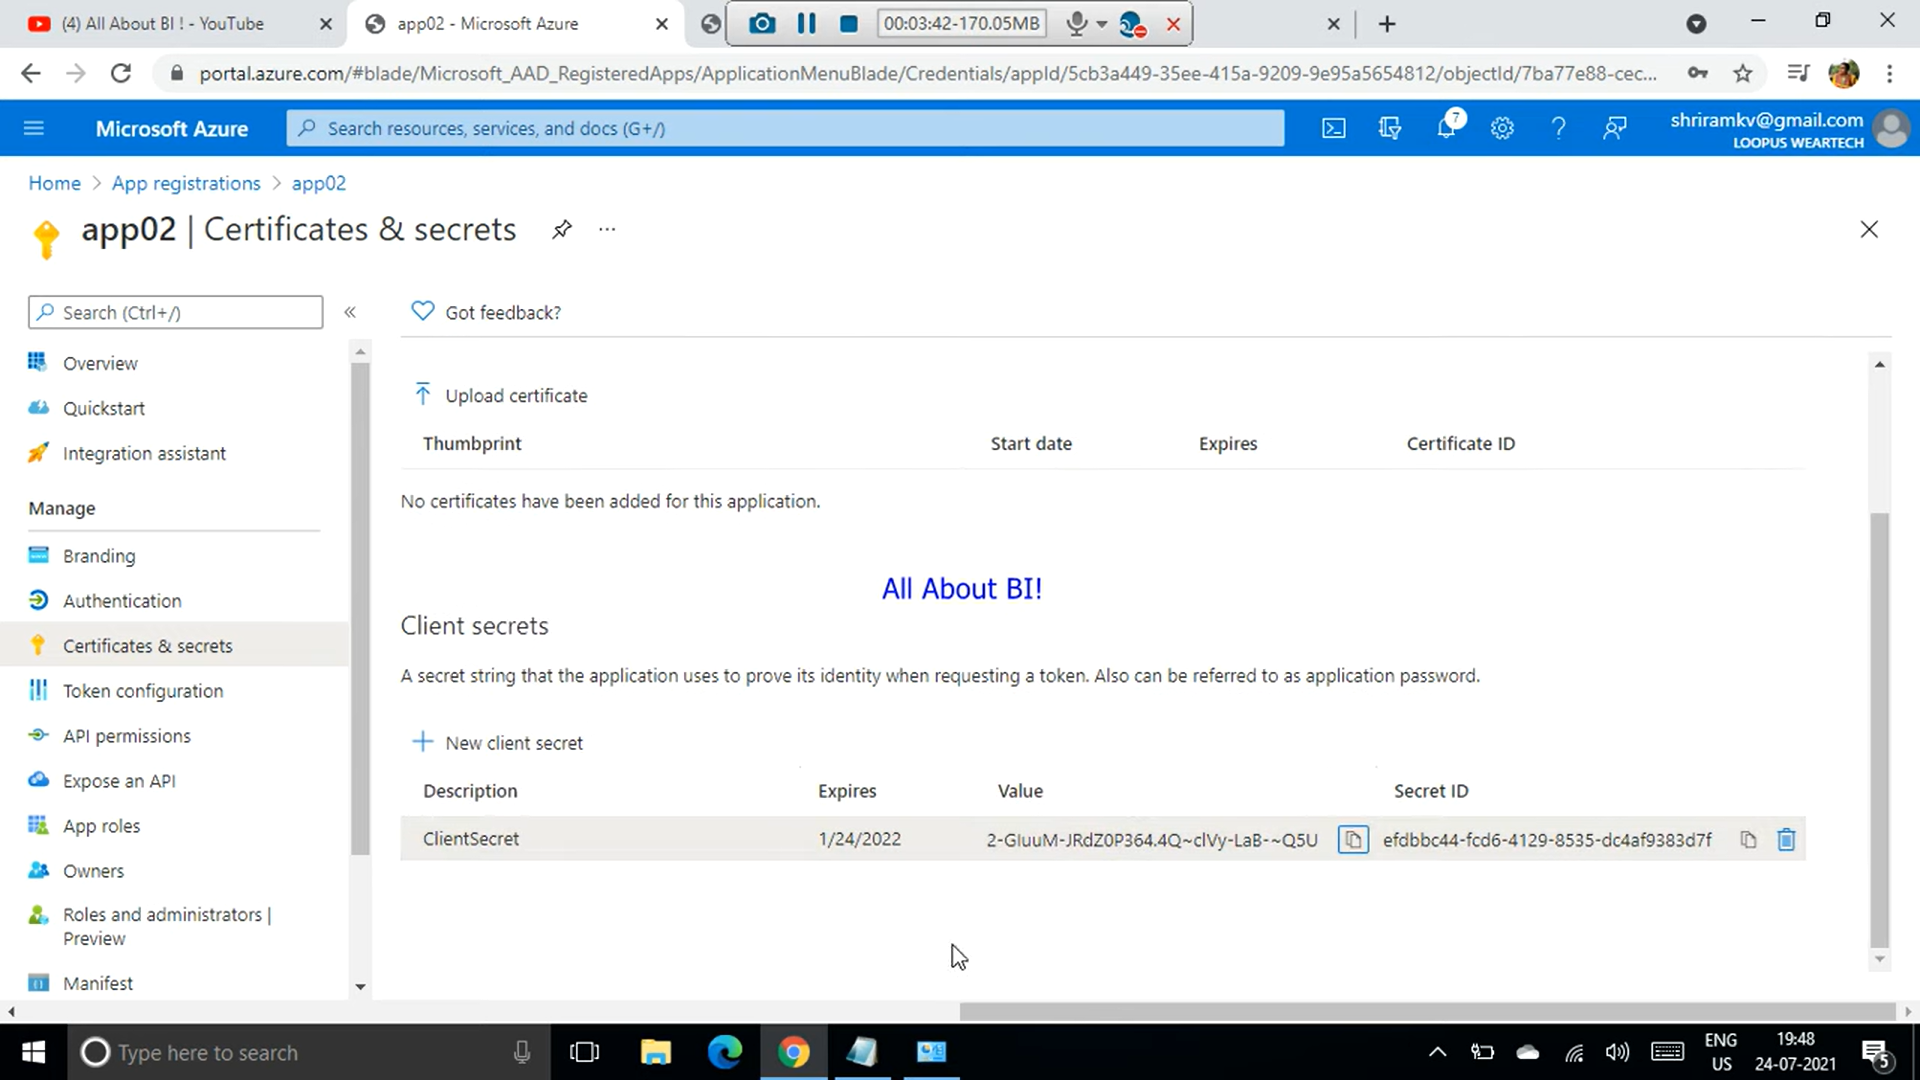 (4) All About BI ! - YouTube
app02 - Microsoft Azure
00:03:42-170.05MB
portal.azure.com/#blade/Microsoft_AAD_RegisteredApps/ApplicationMenuBlade/Credentials/appId/5cb3a449-35ee-415a-9209-9e95a5654812/objectId/7ba77e88-cec...
Microsoft Azure
Search resources, services, and docs (G+/)
7
shriramkv@gmail.com
LOOPUS WEARTECH
Home > App registrations > app02
app02 | Certificates & secrets
Search (Ctrl+/)
Got feedback?
Overview
Quickstart
Integration assistant
Manage
Branding
Authentication
Certificates & secrets
Token configuration
API permissions
Expose an API
App roles
Owners
Roles and administrators |
Preview
Manifest
Upload certificate
Thumbprint Start date Expires Certificate ID
No certificates have been added for this application.
All About BI!
Client secrets
A secret string that the application uses to prove its identity when requesting a token. Also can be referred to as application password.
New client secret
Description Expires Value Secret ID
ClientSecret 1/24/2022 2-GIuuM-JRdZ0P364.4Q~clVy-LaB-~Q5U efdbbc44-fcd6-4129-8535-dc4af9383d7f
Type here to search
ENG
US
19:48
24-07-2021
5